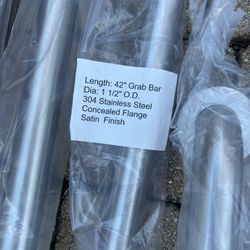 Length: 42" Grab Bar
Dia: 1 1/2" O.D.
304 Stainless Steel
Concealed Flange
Satin Finish